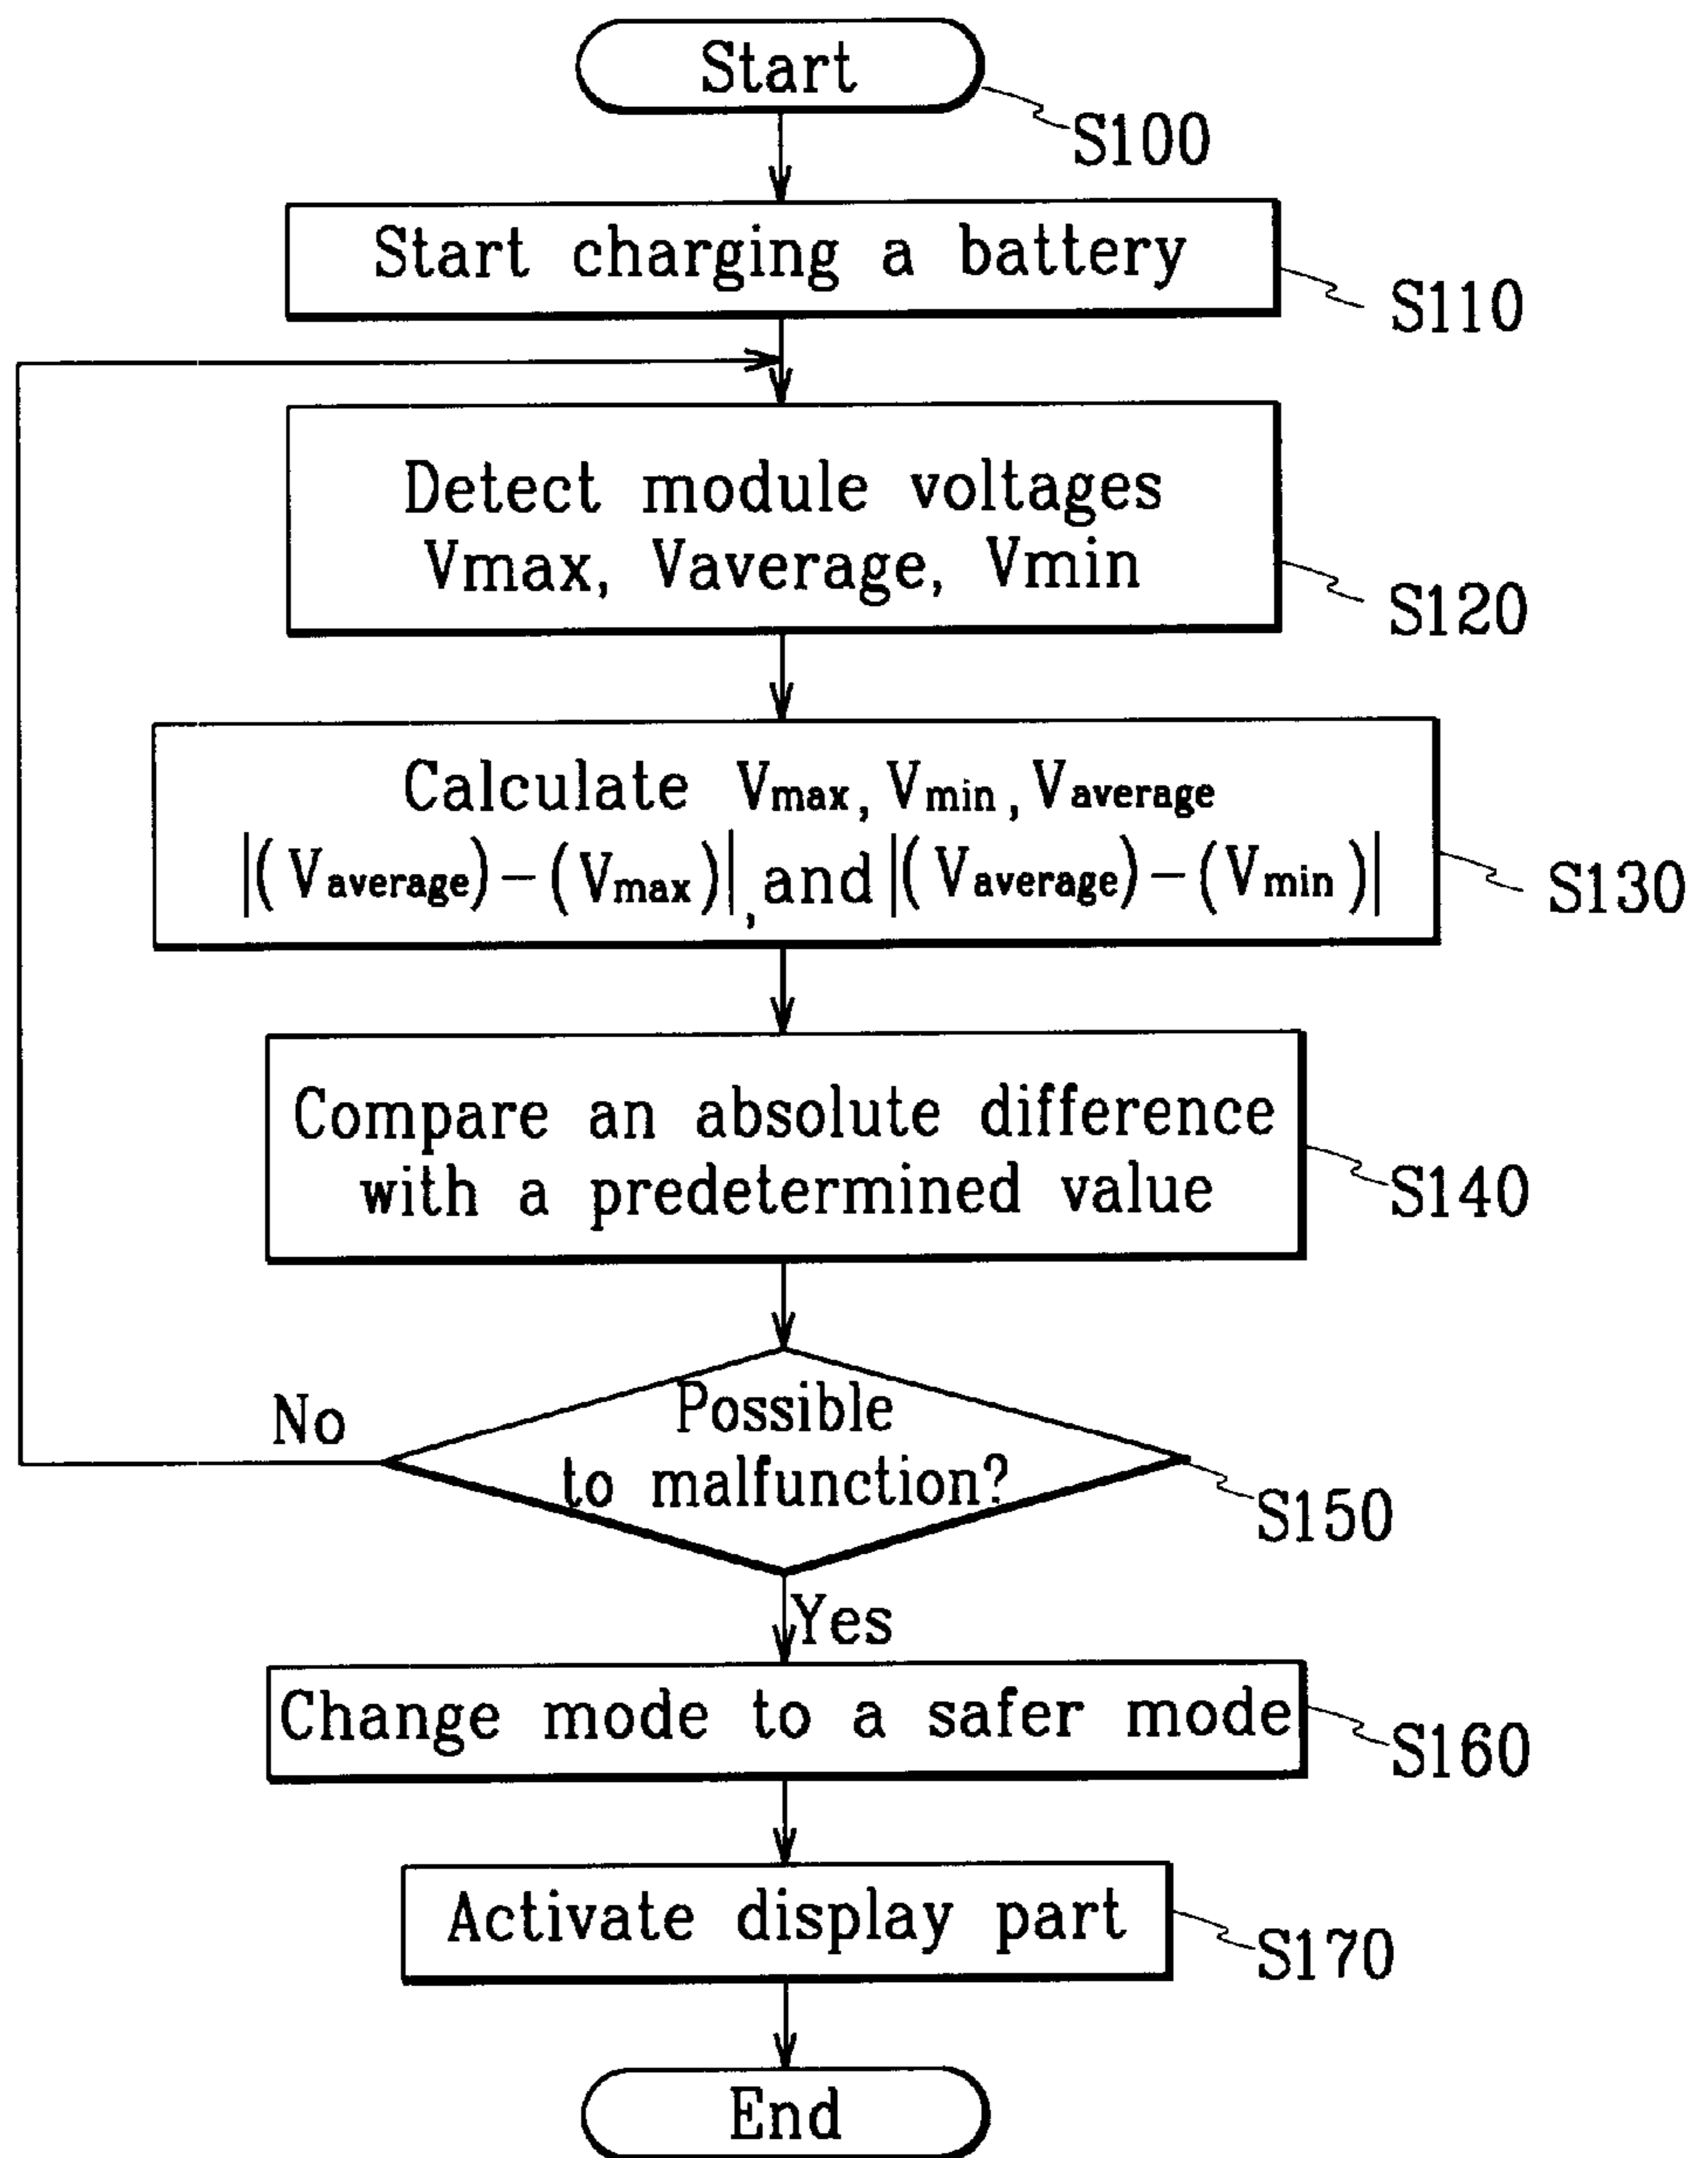 Start
S100
Start charging a battery
S110
Detect module voltages
Vmax, Vaverage, Vmin
S120
Calculate Vmax, Vmin, Vaverage
|(Vaverage)-(Vmax)|, and |(Vaverage)-(Vmin)|
S130
Compare an absolute difference
with a predetermined value
S140
Possible
to malfunction?
No
S150
Yes
Change mode to a safer mode
S160
Activate display part
S170
End